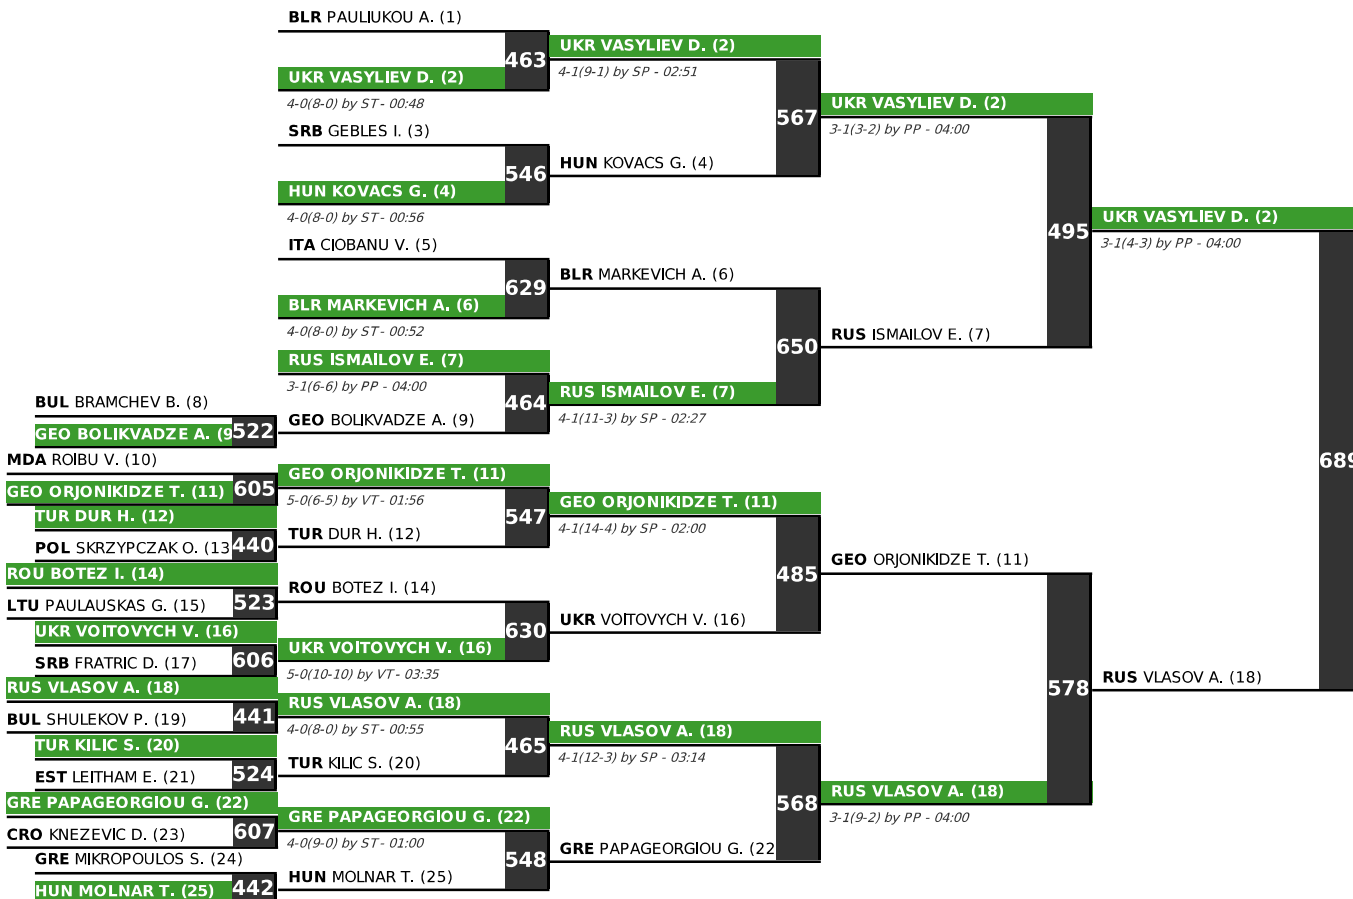 BUL BRAMCHEV B. (8)
522
GEO BOLIKVADZE A. (9
MDA ROIBU V. (10)
605
GEO ORJONIKIDZE T. (11)
TUR DUR H. (12)
440
POL SKRZYPCZAK O. (13
ROU BOTEZ I. (14)
523
LTU PAULAUSKAS G. (15)
UKR VOITOVYCH V. (16)
606
SRB FRATRIC D. (17)
RUS VLASOV A. (18)
441
BUL SHULEKOV P. (19)
TUR KILIC S. (20)
524
EST LEITHAM E. (21)
GRE PAPAGEORGIOU G. (22)
607
CRO KNEZEVIC D. (23)
GRE MIKROPOULOS S. (24)
442
HUN MOLNAR T. (25)
BLR PAULIUKOU A. (1)
463
UKR VASYLIEV D. (2)
4-0(8-0) by ST - 00:48
SRB GEBLES I. (3)
546
HUN KOVACS G. (4)
4-0(8-0) by ST - 00:56
ITA CIOBANU V. (5)
629
BLR MARKEVICH A. (6)
4-0(8-0) by ST - 00:52
RUS ISMAILOV E. (7)
3-1(6-6) by PP - 04:00
464
GEO BOLIKVADZE A. (9)
GEO ORJONIKIDZE T. (11)
5-0(6-5) by VT - 01:56
547
TUR DUR H. (12)
ROU BOTEZ I. (14)
630
UKR VOITOVYCH V. (16)
5-0(10-10) by VT - 03:35
RUS VLASOV A. (18)
4-0(8-0) by ST - 00:55
465
TUR KILIC S. (20)
GRE PAPAGEORGIOU G. (22)
4-0(9-0) by ST - 01:00
548
HUN MOLNAR T. (25)
UKR VASYLIEV D. (2)
4-1(9-1) by SP - 02:51
567
HUN KOVACS G. (4)
BLR MARKEVICH A. (6)
650
RUS ISMAILOV E. (7)
4-1(11-3) by SP - 02:27
GEO ORJONIKIDZE T. (11)
4-1(14-4) by SP - 02:00
485
UKR VOITOVYCH V. (16)
RUS VLASOV A. (18)
4-1(12-3) by SP - 03:14
568
GRE PAPAGEORGIOU G. (22
UKR VASYLIEV D. (2)
3-1(3-2) by PP - 04:00
495
RUS ISMAILOV E. (7)
GEO ORJONIKIDZE T. (11)
578
RUS VLASOV A. (18)
3-1(9-2) by PP - 04:00
UKR VASYLIEV D. (2)
3-1(4-3) by PP - 04:00
689
RUS VLASOV A. (18)